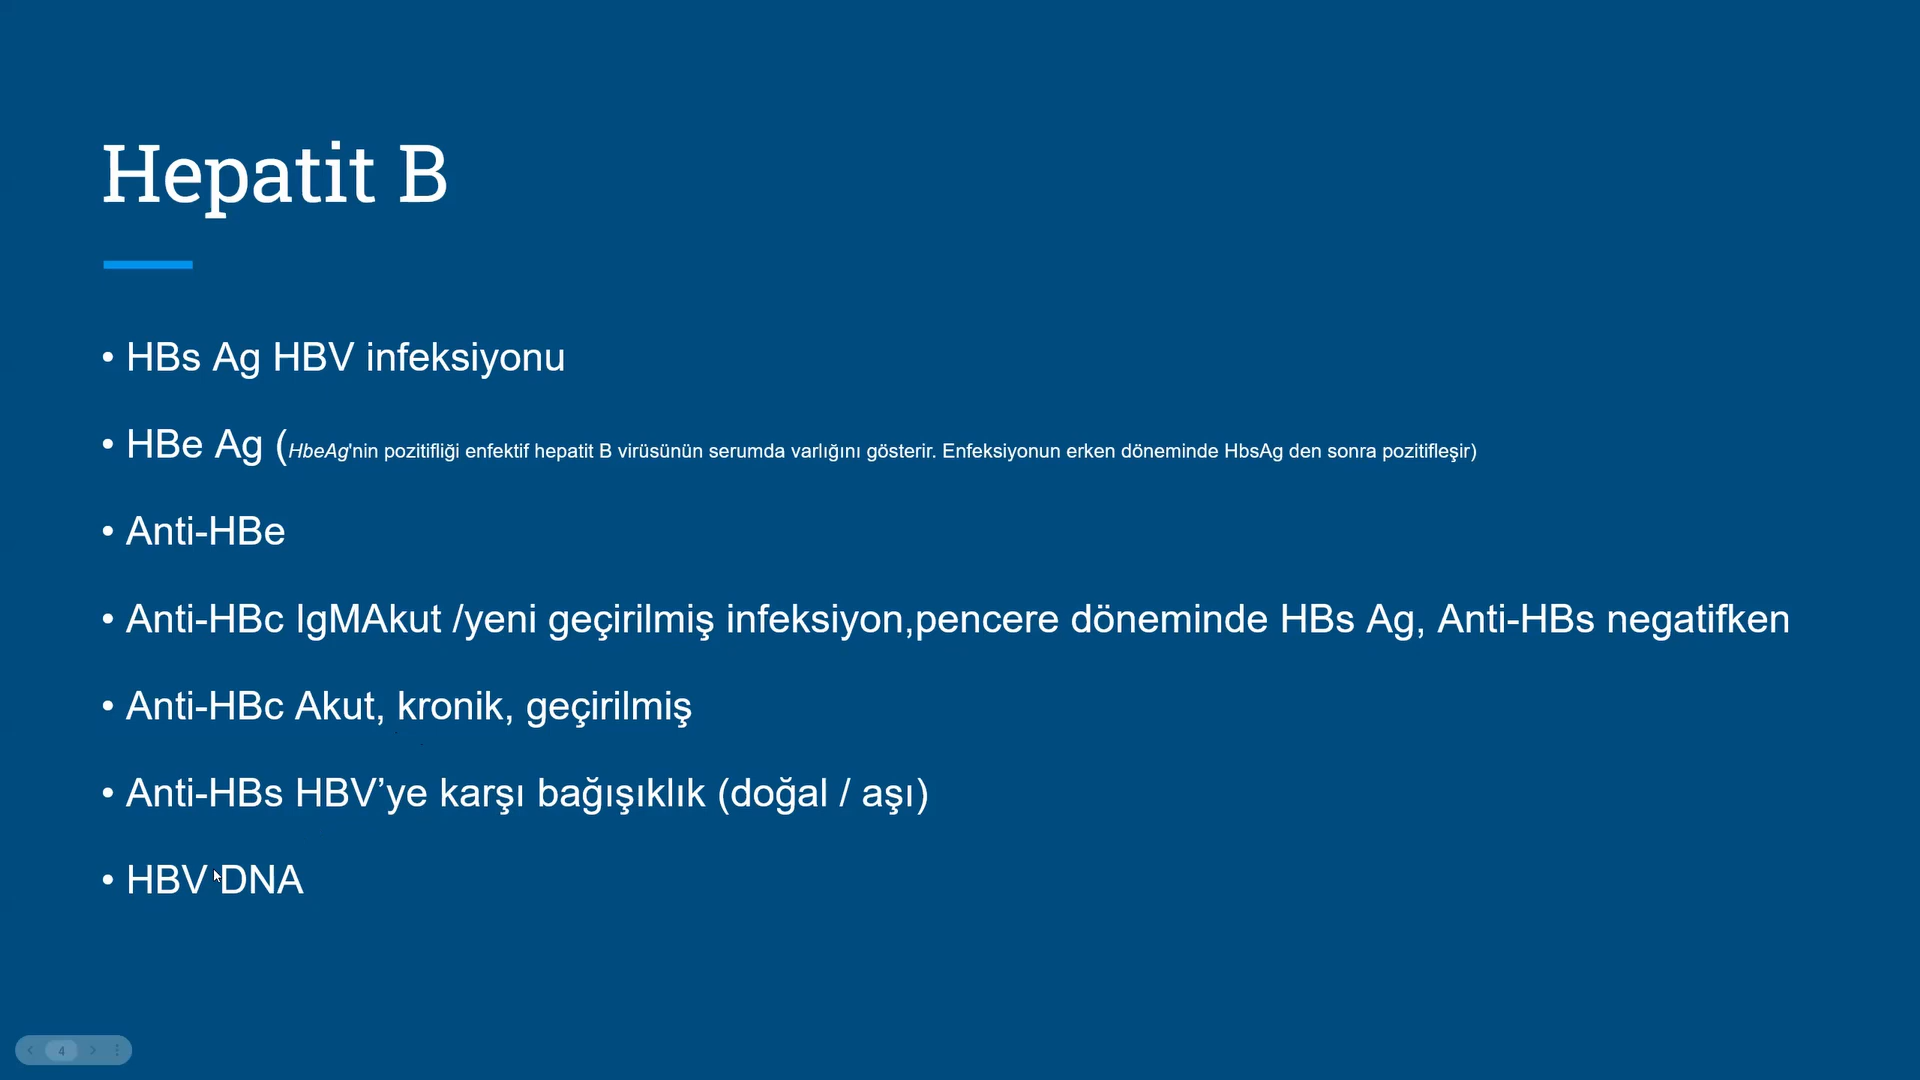 Hepatit B
• HBs Ag HBV infeksiyonu
• HBe Ag (HbeAg'nin pozitifliği enfektif hepatit B virüsünün serumda varlığını gösterir. Enfeksiyonun erken döneminde HbsAg den sonra pozitifleşir)
• Anti-HBe
• Anti-HBc IgMAkut /yeni geçirilmiş infeksiyon,pencere döneminde HBs Ag, Anti-HBs negatifken
• Anti-HBc Akut, kronik, geçirilmiş
• Anti-HBs HBV’ye karşı bağışıklık (doğal / aşı)
• HBV DNA
4